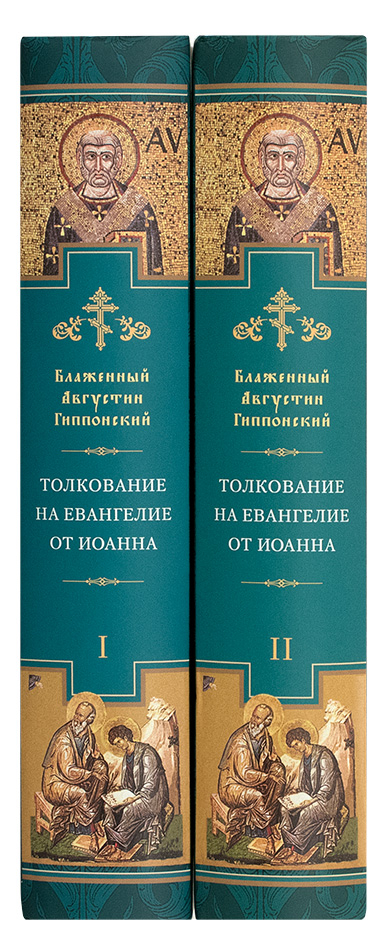 AV
Блаженный
Августин
Гиппонский
ТОЛКОВАНИЕ
НА ЕВАНГЕЛИЕ
ОТ ИОАННА
I
AV
Блаженный
Августин
Гиппонский
ТОЛКОВАНИЕ
НА ЕВАНГЕЛИЕ
ОТ ИОАННА
II